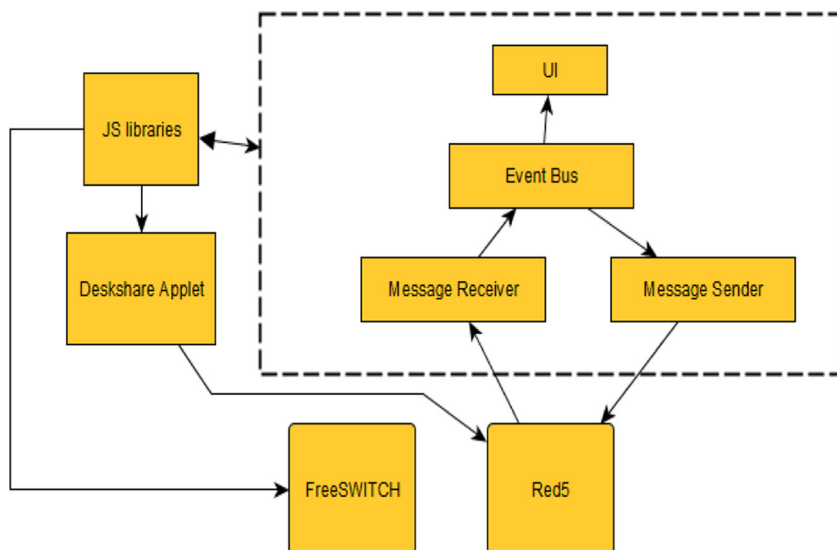 UI
JS libraries
Event Bus
Deskshare Applet
Message Receiver
Message Sender
FreeSWITCH
Red5